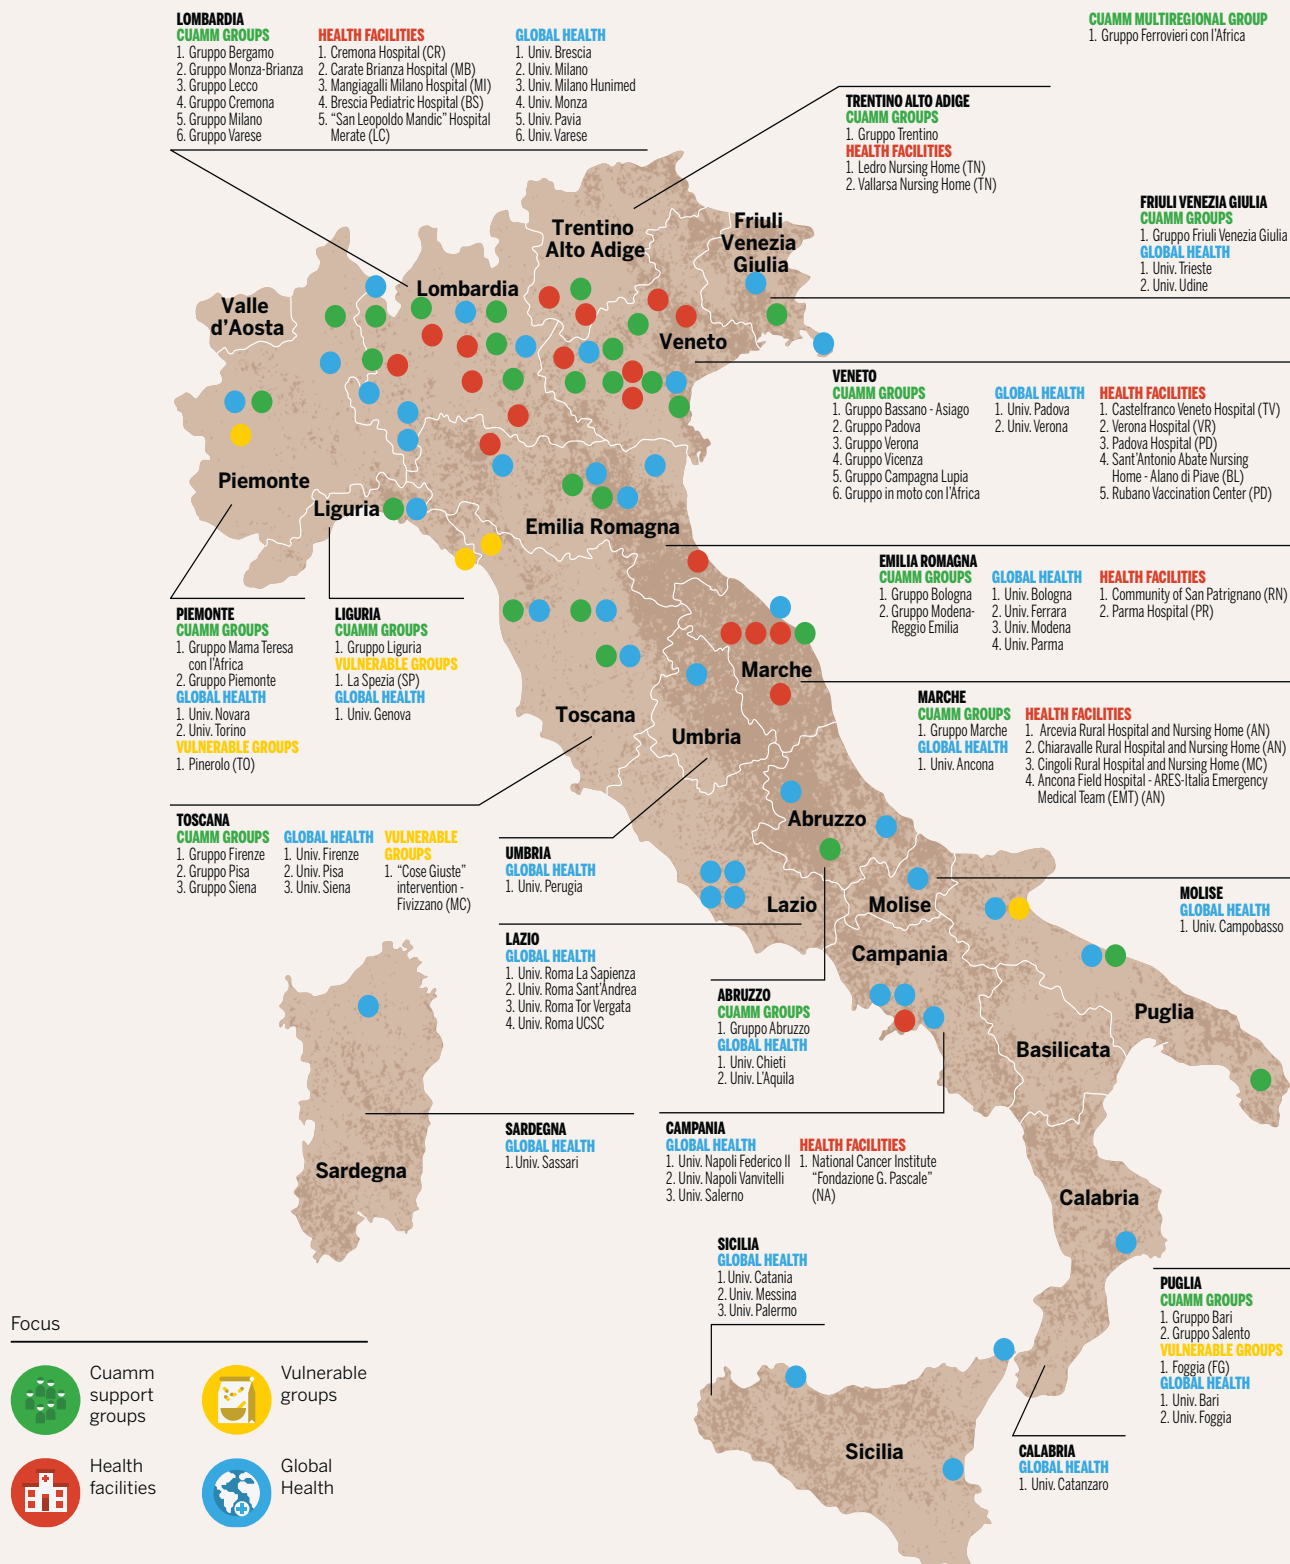 LOMBARDIA
CUAMM GROUPS
1. Gruppo Bergamo
2. Gruppo Monza-Brianza
3. Gruppo Lecco
4. Gruppo Cremona
5. Gruppo Milano
6. Gruppo Varese
HEALTH FACILITIES
1. Cremona Hospital (CR)
2. Carate Brianza Hospital (MB)
3. Mangiagalli Milano Hospital (MI)
4. Brescia Pediatric Hospital (BS)
5. “San Leopoldo Mandic” Hospital
Merate (LC)
GLOBAL HEALTH
1. Univ. Brescia
2. Univ. Milano
3. Univ. Milano Hunimed
4. Univ. Monza
5. Univ. Pavia
6. Univ. Varese
CUAMM MULTIREGIONAL GROUP
1. Gruppo Ferrovieri con l’Africa
TRENTINO ALTO ADIGE
CUAMM GROUPS
1. Gruppo Trentino
HEALTH FACILITIES
1. Ledro Nursing Home (TN)
2. Vallarsa Nursing Home (TN)
FRIULI VENEZIA GIULIA
CUAMM GROUPS
1. Gruppo Friuli Venezia Giulia
GLOBAL HEALTH
1. Univ. Trieste
2. Univ. Udine
Trentino
Alto Adige
Friuli
Venezia
Giulia
Lombardia
Valle
d’Aosta
Veneto
Piemonte
Liguria
Emilia Romagna
VENETO
CUAMM GROUPS
1. Gruppo Bassano - Asiago
2. Gruppo Padova
3. Gruppo Verona
4. Gruppo Vicenza
5. Gruppo Campagna Lupia
6. Gruppo in moto con l’Africa
GLOBAL HEALTH
1. Univ. Padova
2. Univ. Verona
HEALTH FACILITIES
1. Castelfranco Veneto Hospital (TV)
2. Verona Hospital (VR)
3. Padova Hospital (PD)
4. Sant’Antonio Abate Nursing
Home - Alano di Piave (BL)
5. Rubano Vaccination Center (PD)
EMILIA ROMAGNA
CUAMM GROUPS
1. Gruppo Bologna
2. Gruppo Modena-
Reggio Emilia
GLOBAL HEALTH
1. Univ. Bologna
2. Univ. Ferrara
3. Univ. Modena
4. Univ. Parma
HEALTH FACILITIES
1. Community of San Patrignano (RN)
2. Parma Hospital (PR)
PIEMONTE
CUAMM GROUPS
1. Gruppo Mama Teresa
con l’Africa
2. Gruppo Piemonte
GLOBAL HEALTH
1. Univ. Novara
2. Univ. Torino
VULNERABLE GROUPS
1. Pinerolo (TO)
LIGURIA
CUAMM GROUPS
1. Gruppo Liguria
VULNERABLE GROUPS
1. La Spezia (SP)
GLOBAL HEALTH
1. Univ. Genova
Marche
Toscana
Umbria
MARCHE
CUAMM GROUPS
1. Gruppo Marche
GLOBAL HEALTH
1. Univ. Ancona
HEALTH FACILITIES
1. Arcevia Rural Hospital and Nursing Home (AN)
2. Chiaravalle Rural Hospital and Nursing Home (AN)
3. Cingoli Rural Hospital and Nursing Home (MC)
4. Ancona Field Hospital - ARES-Italia Emergency
Medical Team (EMT) (AN)
TOSCANA
CUAMM GROUPS
1. Gruppo Firenze
2. Gruppo Pisa
3. Gruppo Siena
GLOBAL HEALTH
1. Univ. Firenze
2. Univ. Pisa
3. Univ. Siena
VULNERABLE
GROUPS
1. “Cose Giuste”
intervention -
Fivizzano (MC)
UMBRIA
GLOBAL HEALTH
1. Univ. Perugia
Abruzzo
Lazio
Molise
Campania
MOLISE
GLOBAL HEALTH
1. Univ. Campobasso
LAZIO
GLOBAL HEALTH
1. Univ. Roma La Sapienza
2. Univ. Roma Sant’Andrea
3. Univ. Roma Tor Vergata
4. Univ. Roma UCSC
ABRUZZO
CUAMM GROUPS
1. Gruppo Abruzzo
GLOBAL HEALTH
1. Univ. Chieti
2. Univ. L’Aquila
Puglia
Basilicata
SARDEGNA
GLOBAL HEALTH
1. Univ. Sassari
Sardegna
CAMPANIA
GLOBAL HEALTH
1. Univ. Napoli Federico II
2. Univ. Napoli Vanvitelli
3. Univ. Salerno
HEALTH FACILITIES
1. National Cancer Institute
“Fondazione G. Pascale”
(NA)
Calabria
SICILIA
GLOBAL HEALTH
1. Univ. Catania
2. Univ. Messina
3. Univ. Palermo
PUGLIA
CUAMM GROUPS
1. Gruppo Bari
2. Gruppo Salento
VULNERABLE GROUPS
1. Foggia (FG)
GLOBAL HEALTH
1. Univ. Bari
2. Univ. Foggia
Sicilia
CALABRIA
GLOBAL HEALTH
1. Univ. Catanzaro
Focus
Cuamm
support
groups
Vulnerable
groups
Health
facilities
Global
Health